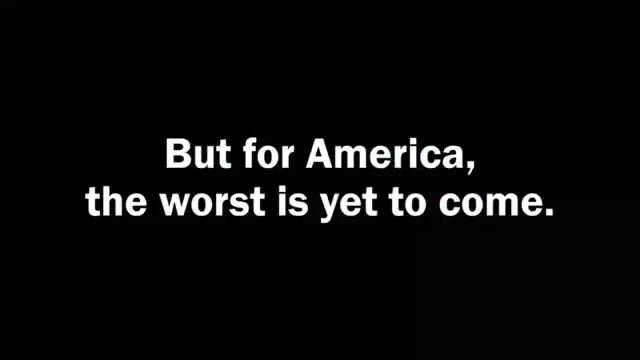 But for America,
the worst is yet to come.